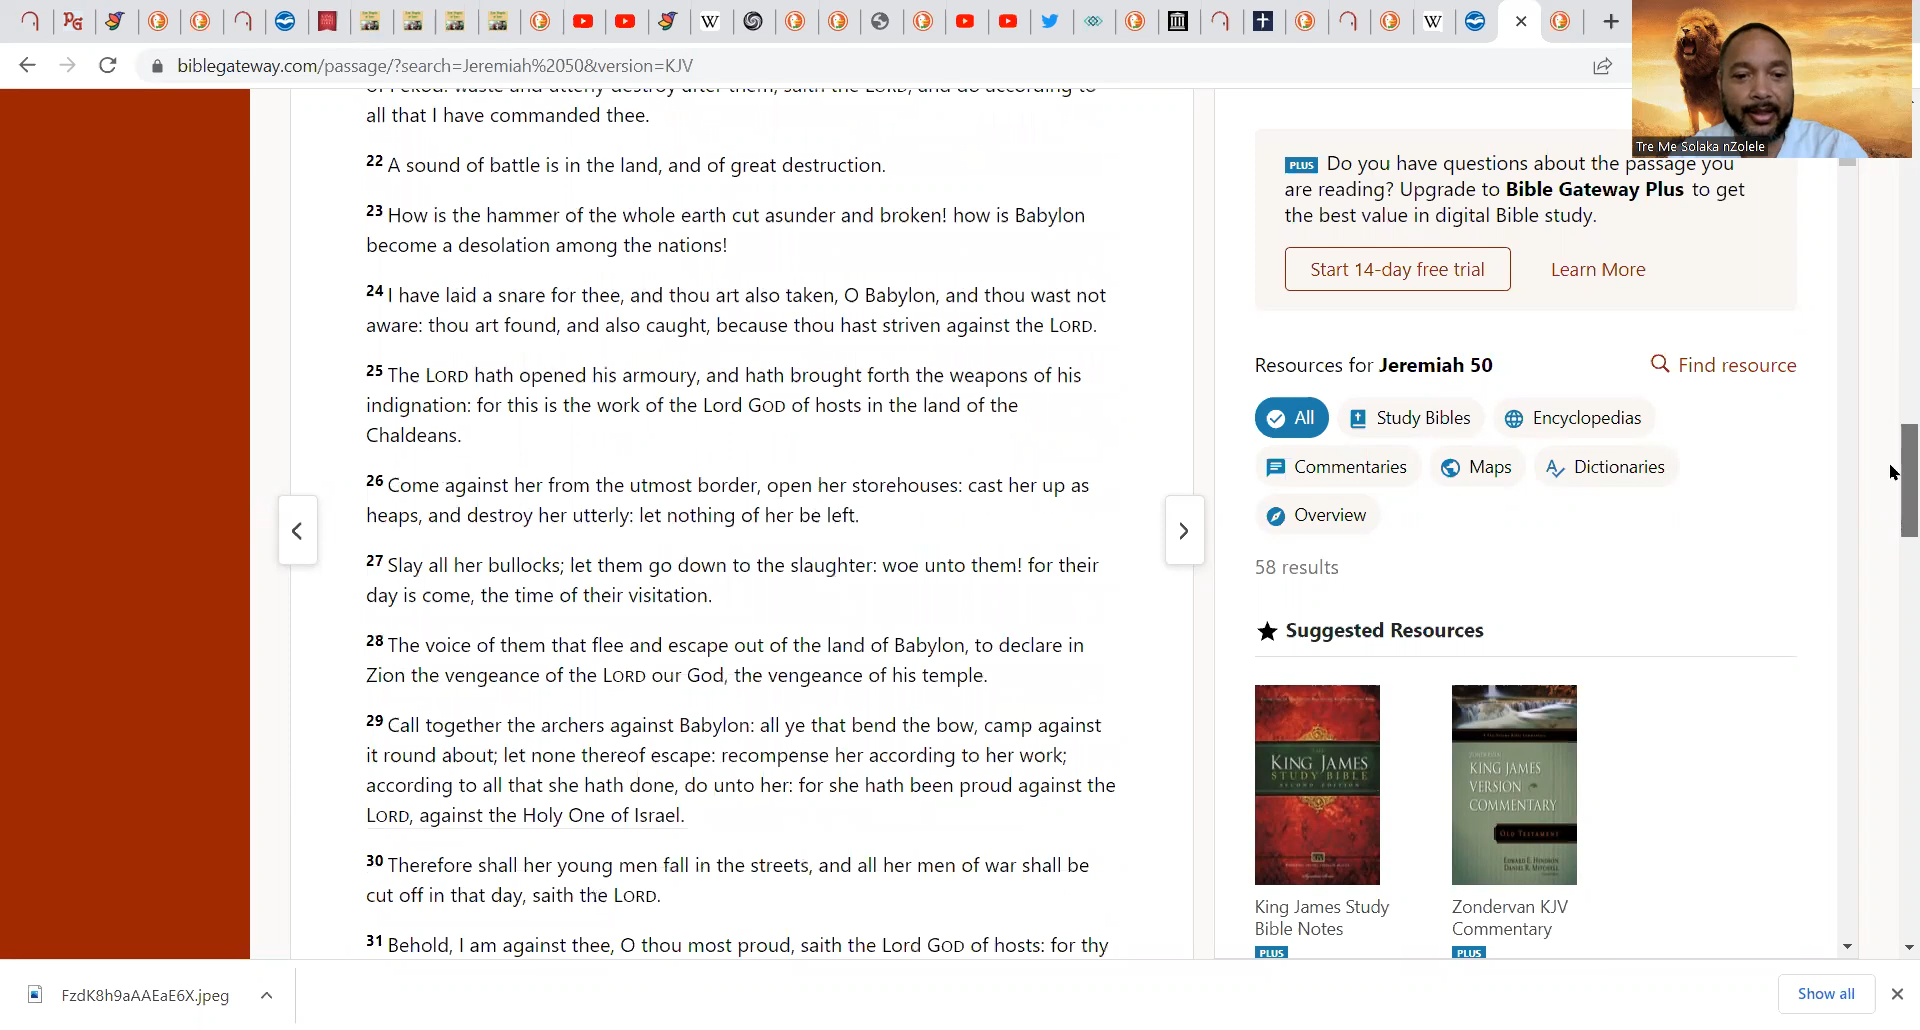 biblegateway.com/passage/?search=Jeremiah%2050&version=KJV
Tre Me Solaka nZolele
all that I have commanded thee.
22 A sound of battle is in the land, and of great destruction.
23 How is the hammer of the whole earth cut asunder and broken! how is Babylon
become a desolation among the nations!
24 I have laid a snare for thee, and thou art also taken, O Babylon, and thou wast not
aware: thou art found, and also caught, because thou hast striven against the LORD.
25 The LORD hath opened his armoury, and hath brought forth the weapons of his
indignation: for this is the work of the Lord GOD of hosts in the land of the
Chaldeans.
26 Come against her from the utmost border, open her storehouses: cast her up as
heaps, and destroy her utterly: let nothing of her be left.
27 Slay all her bullocks; let them go down to the slaughter: woe unto them! for their
day is come, the time of their visitation.
28 The voice of them that flee and escape out of the land of Babylon, to declare in
Zion the vengeance of the LORD our God, the vengeance of his temple.
29 Call together the archers against Babylon: all ye that bend the bow, camp against
it round about; let none thereof escape: recompense her according to her work;
according to all that she hath done, do unto her: for she hath been proud against the
LORD, against the Holy One of Israel.
30 Therefore shall her young men fall in the streets, and all her men of war shall be
cut off in that day, saith the LORD.
31 Behold, I am against thee, O thou most proud, saith the Lord GOD of hosts: for thy
PLUS Do you have questions about the passage you
are reading? Upgrade to Bible Gateway Plus to get
the best value in digital Bible study.
Start 14-day free trial
Learn More
Resources for Jeremiah 50
Find resource
All
Study Bibles
Encyclopedias
Commentaries
Maps
Dictionaries
Overview
58 results
Suggested Resources
KING JAMES
STUDY BIBLE
SECOND EDITION
KING JAMES
VERSION
COMMENTARY
OLD TESTAMENT
King James Study
Bible Notes
PLUS
Zondervan KJV
Commentary
PLUS
FzdK8h9aAAEaE6X.jpeg
Show all